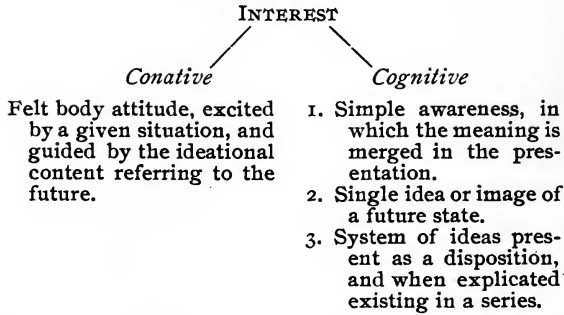 INTEREST
Conative
Felt body attitude, excited
by a given situation, and
guided by the ideational
content referring to the
future.
Cognitive
1. Simple awareness, in
which the meaning is
merged in the pres-
entation.
2. Single idea or image of
a future state.
3. System of ideas pres-
ent as a disposition,
and when explicated
existing in a series.